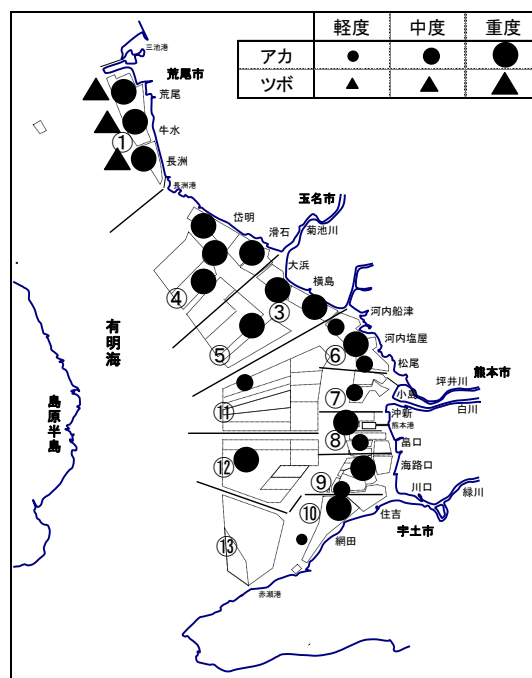 軽度 中度 重度
アカ
ツボ
三池港
荒尾市
荒尾
牛水
①
長洲
長洲港
玉名市
岱明
滑石
菊池川
大浜
横島
④
③
河内船津
有明海
⑤
⑥
河内塩屋
松尾
熊本市
坪井川
⑦
小島
白川
島原半島
⑪
沖新
熊本港
⑧
畠口
⑫
海路口
⑨
川口
緑川
⑩
住吉
宇土市
⑬
網田
赤瀬港